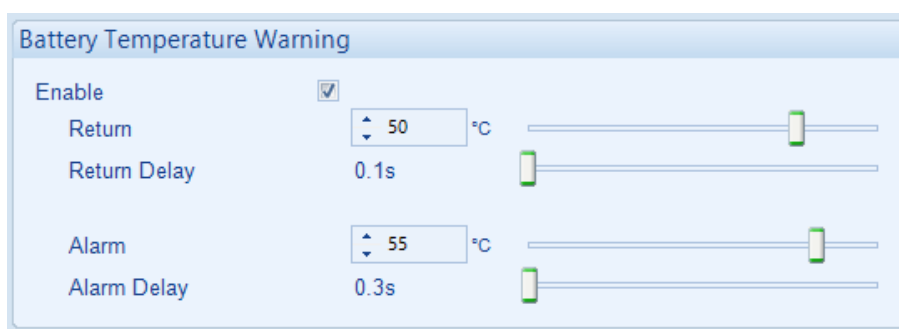 Battery Temperature Warning
Enable
Return 50 °C
Return Delay 0.1s
Alarm 55 °C
Alarm Delay 0.3s